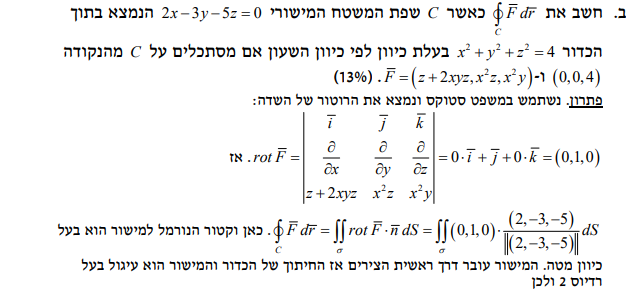 ב. חשב את ∮_C F̅ dr̅ כאשר C שפת המשטח המישורי 2x−3y−5z=0 הנמצא בתוך
הכדור x²+y²+z²=4 בעלת כיוון לפי כיוון השעון אם מסתכלים על C מהנקודה
(0,0,4) ו-F̅=(z+2xyz,x²z,x²y). (13%)
פתרון. נשתמש במשפט סטוקס ונמצא את הרוטור של השדה:
rot F̅ = | i̅ j̅ k̅ ; ∂/∂x ∂/∂y ∂/∂z ; z+2xyz x²z x²y | = 0·i̅+j̅+0·k̅=(0,1,0). אז
∮_C F̅ dr̅ = ∬_σ rot F̅·n̅ dS = ∬_σ (0,1,0)·(2,−3,−5)/‖(2,−3,−5)‖ dS. כאן וקטור הנורמל למישור הוא בעל
כיוון מטה. המישור עובר דרך ראשית הצירים אז החיתוך של הכדור והמישור הוא עיגול בעל
רדיוס 2 ולכן